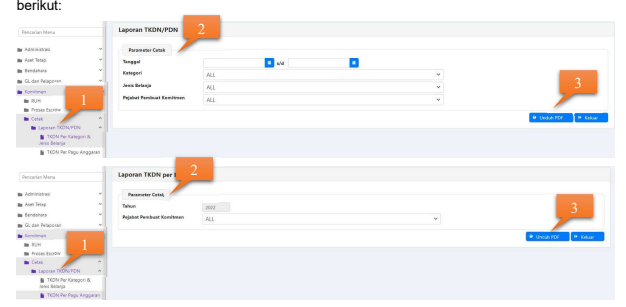 berikut:
Pencarian Menu
Administrasi
Aset Tetap
Bendahara
GL dan Pelaporan
Komitmen
RUH
Proses Escrow
Cetak
Laporan TKDN/PDN
TKDN Per Kategori &
Jenis Belanja
TKDN Per Pagu Anggaran
1
Laporan TKDN/PDN
2
Parameter Cetak
Tanggal
s/d
Kategori
ALL
Jenis Belanja
ALL
Pejabat Pembuat Komitmen
ALL
3
Unduh PDF
Keluar
Pencarian Menu
Administrasi
Aset Tetap
Bendahara
GL dan Pelaporan
Komitmen
RUH
Proses Escrow
Cetak
Laporan TKDN/PDN
TKDN Per Kategori &
Jenis Belanja
TKDN Per Pagu Anggaran
1
Laporan TKDN per
2
Parameter Cetak
Tahun
2022
Pejabat Pembuat Komitmen
ALL
3
Unduh PDF
Keluar